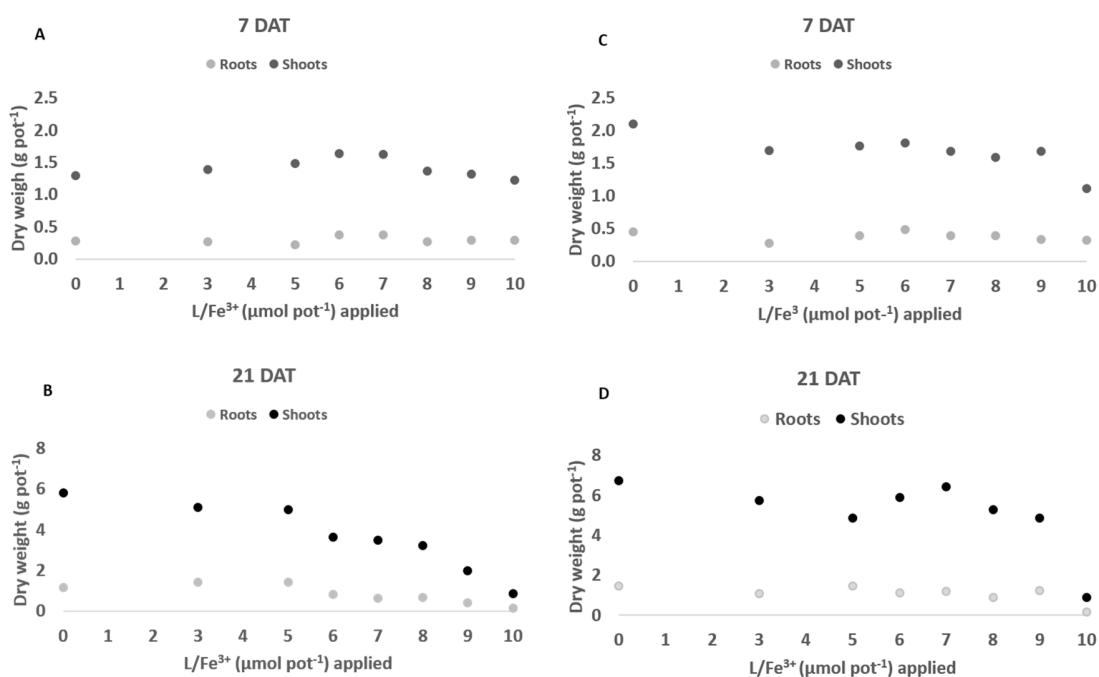 A
7 DAT
Roots Shoots
2.5
2.0
1.5
1.0
0.5
0.0
Dry weigh (g pot⁻¹)
0 1 2 3 4 5 6 7 8 9 10
L/Fe³⁺ (µmol pot⁻¹) applied
C
7 DAT
Roots Shoots
2.5
2.0
1.5
1.0
0.5
0.0
Dry weight (g pot⁻¹)
0 1 2 3 4 5 6 7 8 9 10
L/Fe³ (µmol pot-¹) applied
B
21 DAT
Roots Shoots
8
6
4
2
0
Dry weight (g pot⁻¹)
0 1 2 3 4 5 6 7 8 9 10
L/Fe³⁺ (µmol pot⁻¹) applied
D
21 DAT
Roots Shoots
8
6
4
2
0
Dry weight (g pot⁻¹)
0 1 2 3 4 5 6 7 8 9 10
L/Fe³⁺ (µmol pot⁻¹) applied